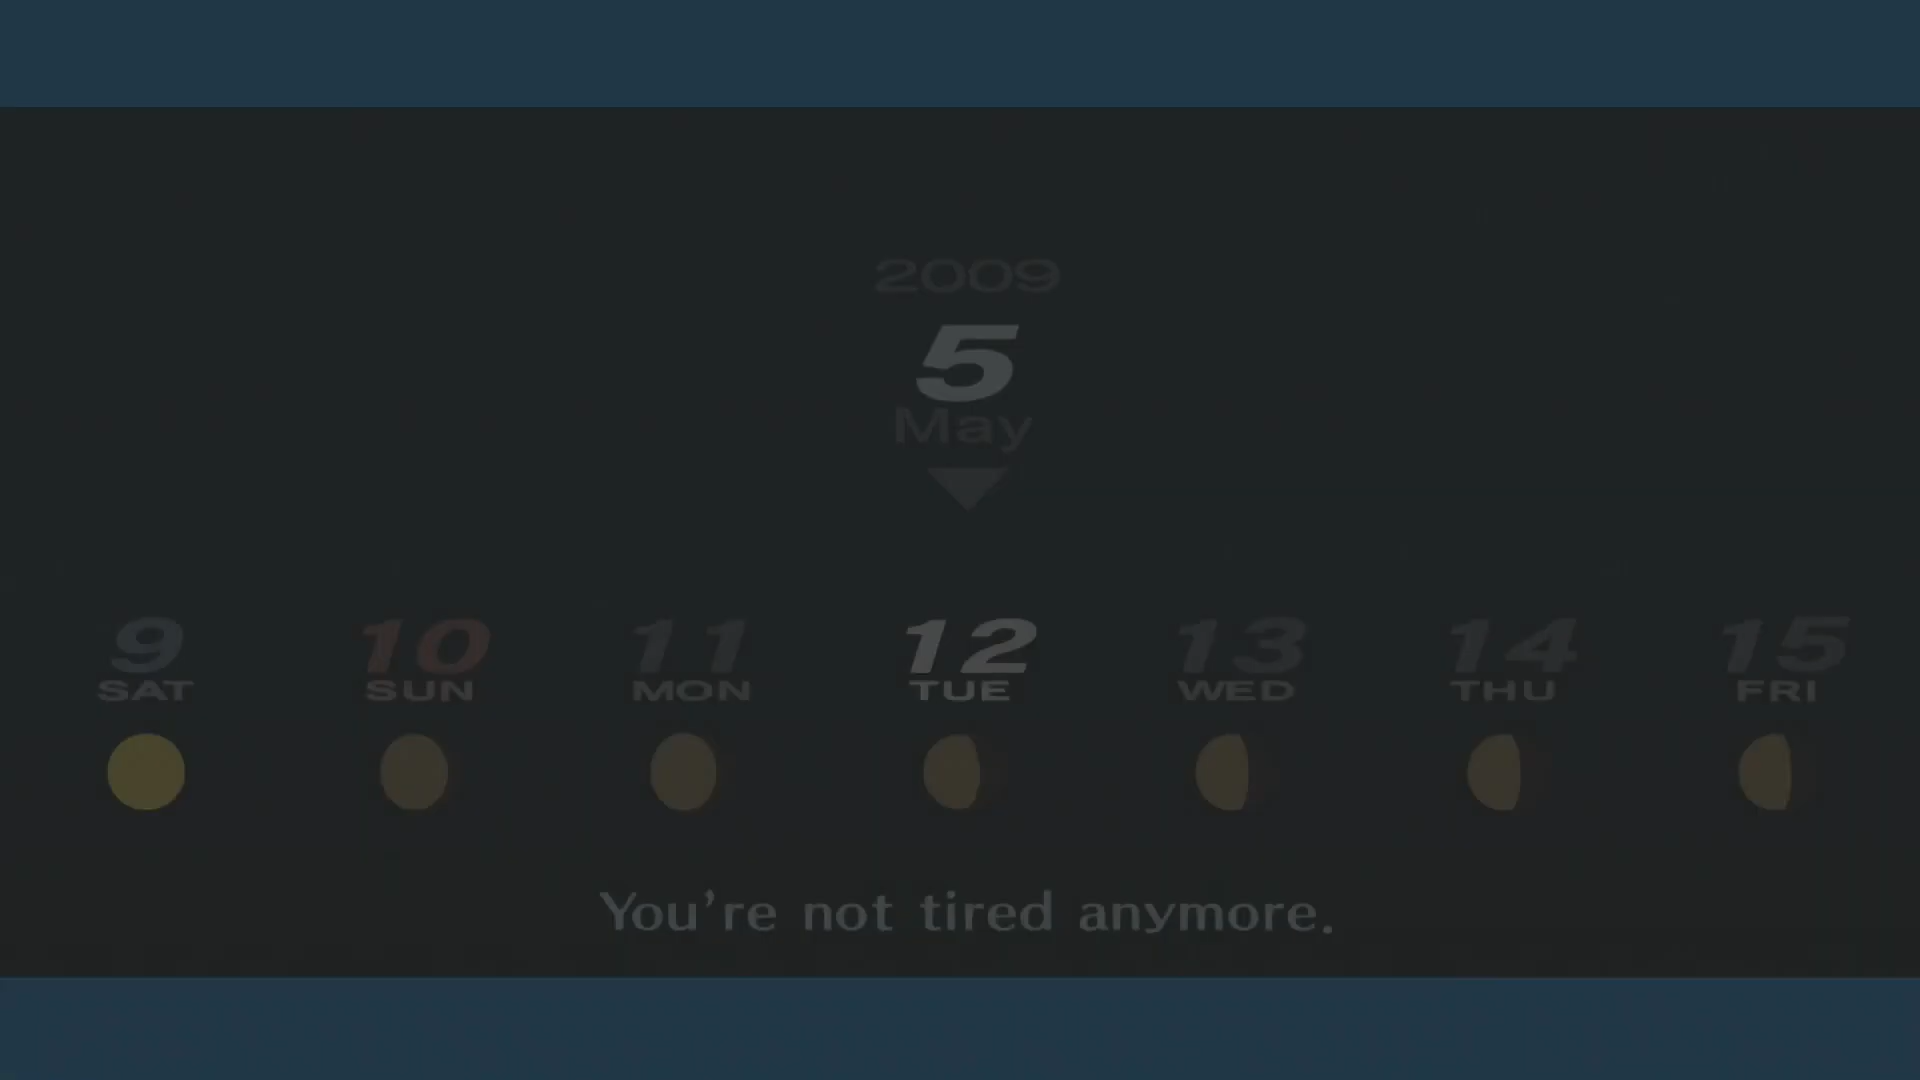 2009
5
May
9 10 11 12 13 14 15
SAT SUN MON TUE WED THU FRI
You're not tired anymore.